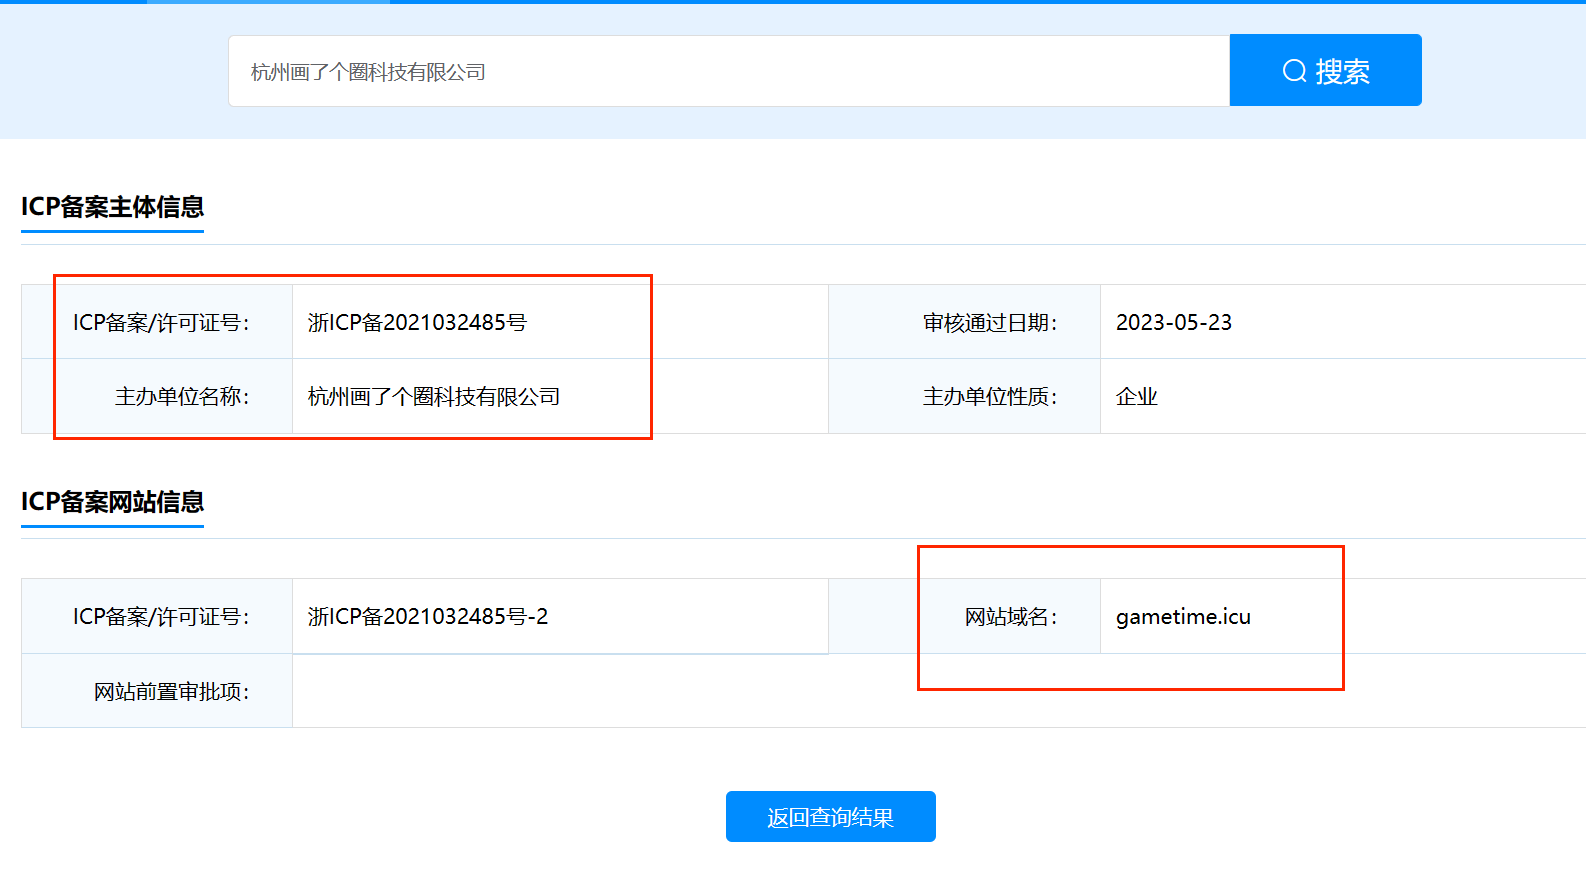 杭州画了个圈科技有限公司
搜索
ICP备案主体信息
ICP备案/许可证号： 浙ICP备2021032485号 审核通过日期： 2023-05-23
主办单位名称： 杭州画了个圈科技有限公司 主办单位性质： 企业
ICP备案网站信息
ICP备案/许可证号： 浙ICP备2021032485号-2 网站域名： gametime.icu
网站前置审批项：
返回查询结果